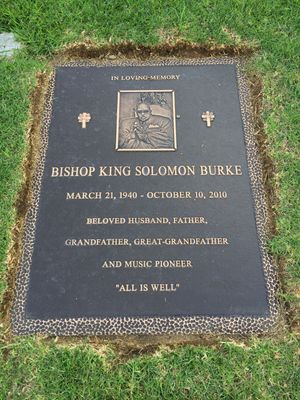 IN LOVING MEMORY
BISHOP KING SOLOMON BURKE
MARCH 21, 1940 - OCTOBER 10, 2010
BELOVED HUSBAND, FATHER,
GRANDFATHER, GREAT-GRANDFATHER
AND MUSIC PIONEER
"ALL IS WELL"